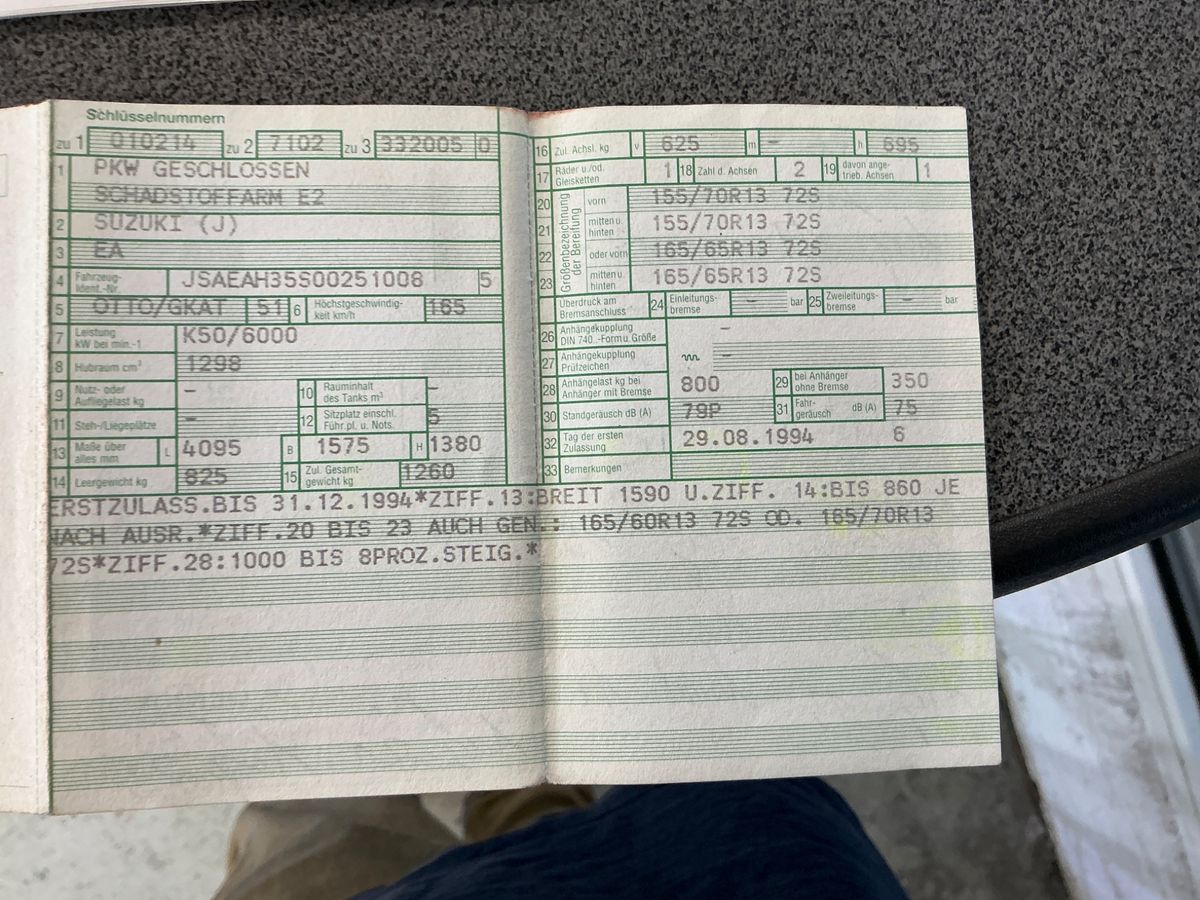 Schlüsselnummern
zu 1 010214 zu 2 7102 zu 3 332005 0
1 PKW GESCHLOSSEN
SCHADSTOFFARM E2
2 SUZUKI (J)
3 EA
4 Fahrzeug-Ident.-Nr. JSAEAH35S00251008 5
5 OTTO/GKAT 51 6 Höchstgeschwindigkeit km/h 165
7 Leistung kW bei min.-1 K50/6000
8 Hubraum cm³ 1298
9 Nutz- oder Aufliegelast kg – 10 Rauminhalt des Tanks m³ –
11 Steh-/Liegeplätze – 12 Sitzplatz einschl. Führ.pl. u. Nots. 5
13 Maße über alles mm L 4095 B 1575 H 1380
14 Leergewicht kg 825 15 Zul. Gesamtgewicht kg 1260
16 Zul. Achsl. kg v 625 m – h 695
17 Räder u./od. Gleisketten 1 18 Zahl d. Achsen 2 19 davon angetrieb. Achsen 1
Größenbezeichnung der Bereifung
20 vorn 155/70R13 72S
21 mitten u. hinten 155/70R13 72S
22 oder vorn 165/65R13 72S
23 mitten u. hinten 165/65R13 72S
Überdruck am Bremsanschluss 24 Einleitungsbremse – bar 25 Zweileitungsbremse – bar
26 Anhängekupplung DIN 740..-Form u. Größe –
27 Anhängekupplung Prüfzeichen –
28 Anhängelast kg bei Anhänger mit Bremse 800 29 bei Anhänger ohne Bremse 350
30 Standgeräusch dB (A) 79P 31 Fahrgeräusch dB (A) 75
32 Tag der ersten Zulassung 29.08.1994 6
33 Bemerkungen
ERSTZULASS.BIS 31.12.1994*ZIFF.13:BREIT 1590 U.ZIFF. 14:BIS 860 JE
NACH AUSR.*ZIFF.20 BIS 23 AUCH GEN.: 165/60R13 72S OD. 165/70R13
72S*ZIFF.28:1000 BIS 8PROZ.STEIG.*